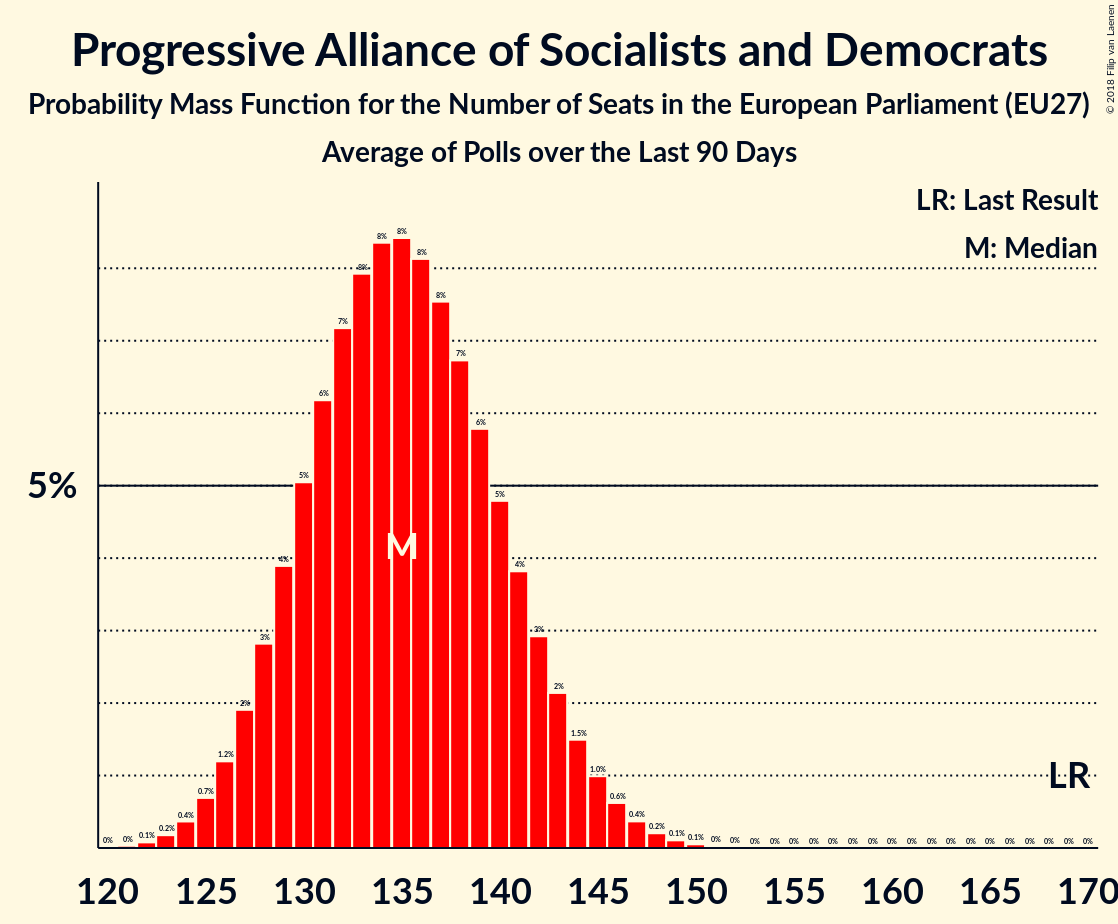 Progressive Alliance of Socialists and Democrats
Probability Mass Function for the Number of Seats in the European Parliament (EU27)
Average of Polls over the Last 90 Days
© 2018 Filip van Laenen
LR: Last Result
M: Median
5%
0% 0% 0.1% 0.2% 0.4% 0.7% 1.2% 2% 3% 4% 5% 6% 7% 8% 8% 8% 8% 8% 7% 6% 5% 4% 3% 2% 1.5% 1.0% 0.6% 0.4% 0.2% 0.1% 0.1% 0% 0% 0% 0% 0% 0% 0% 0% 0% 0% 0% 0% 0% 0% 0% 0% 0% 0% 0% 0%
M
LR
120 125 130 135 140 145 150 155 160 165 170